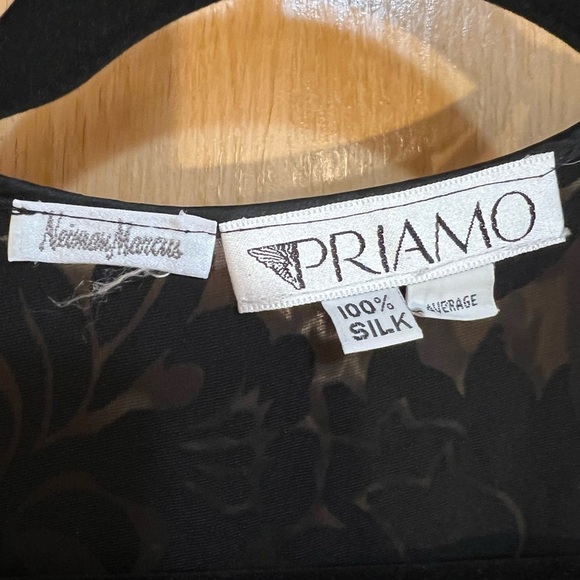 Neiman Marcus
PRIAMO
100%
SILK
AVERAGE